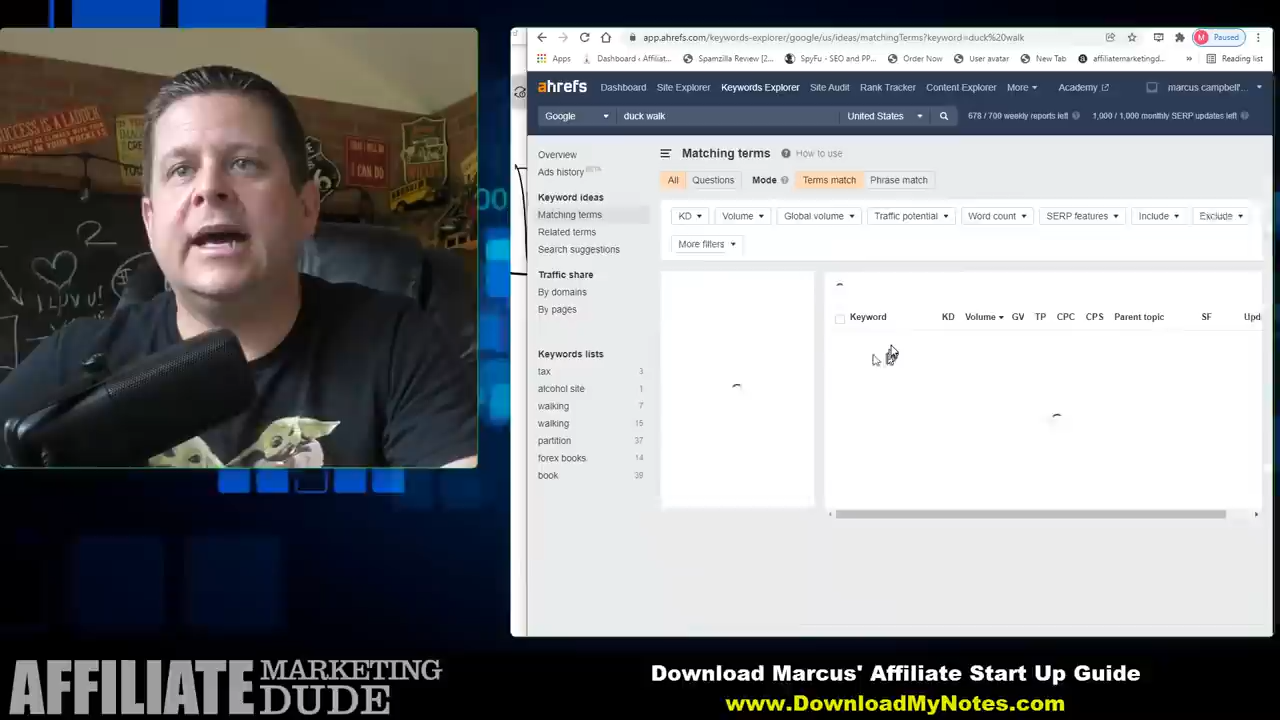 SUCCESS IS A LADDER
I WILL DO IT
I CAN DO
2
I LUV U!
app.ahrefs.com/keywords-explorer/google/us/ideas/matchingTerms?keyword=duck%20walk
M Paused
Apps Dashboard ‹ Affiliat... Spamzilla Review [2... SpyFu - SEO and PP... Order Now User avatar New Tab affiliatemarketingd... » Reading list
ahrefs Dashboard Site Explorer Keywords Explorer Site Audit Rank Tracker Content Explorer More Academy marcus campbell'...
Google duck walk United States 678 / 700 weekly reports left 1,000 / 1,000 monthly SERP updates left
Overview
Ads history BETA
Keyword ideas
Matching terms
Related terms
Search suggestions
Traffic share
By domains
By pages
Keywords lists
tax 3
alcohol site 1
walking 7
walking 15
partition 37
forex books 14
book 39
Matching terms ? How to use
All Questions Mode ? Terms match Phrase match
KD Volume Global volume Traffic potential Word count SERP features Include Exclude
More filters
Keyword KD Volume GV TP CPC CPS Parent topic SF Upd
AFFILIATE MARKETING DUDE
Download Marcus' Affiliate Start Up Guide
www.DownloadMyNotes.com